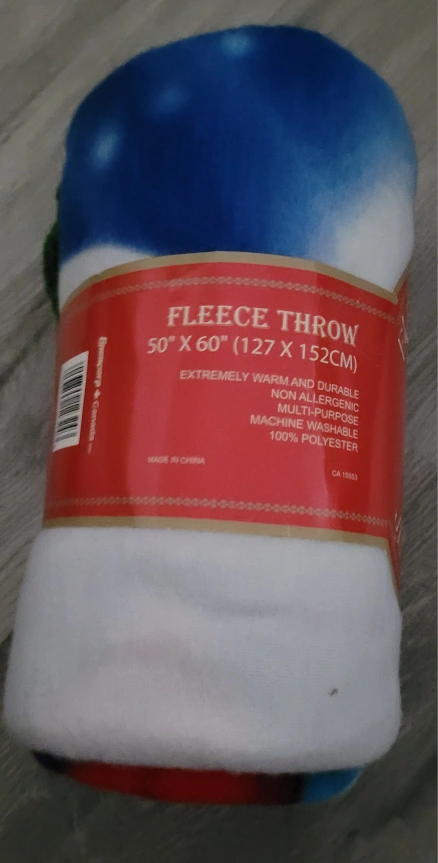 FLEECE THROW
50" X 60" (127 X 152CM)
EXTREMELY WARM AND DURABLE
NON ALLERGENIC
MULTI-PURPOSE
MACHINE WASHABLE
100% POLYESTER
MADE IN CHINA
Canada